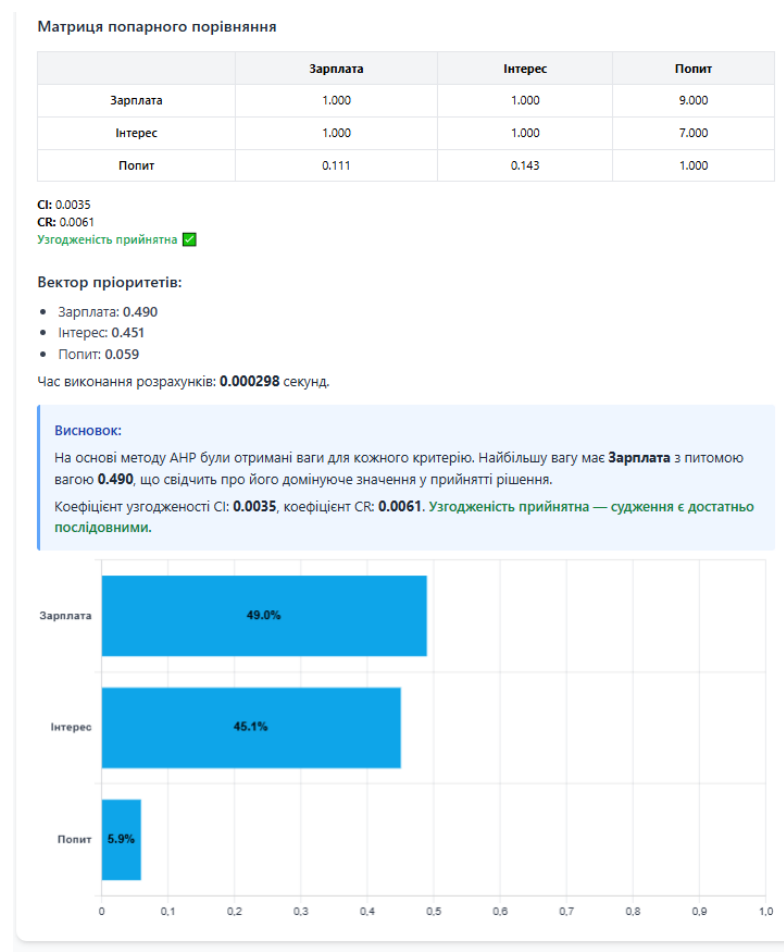 Матриця попарного порівняння
Зарплата Інтерес Попит
Зарплата 1.000 1.000 9.000
Інтерес 1.000 1.000 7.000
Попит 0.111 0.143 1.000
CI: 0.0035
CR: 0.0061
Узгодженість прийнятна ✅
Вектор пріоритетів:
• Зарплата: 0.490
• Інтерес: 0.451
• Попит: 0.059
Час виконання розрахунків: 0.000298 секунд.
Висновок:
На основі методу AHP були отримані ваги для кожного критерію. Найбільшу вагу має Зарплата з питомою
вагою 0.490, що свідчить про його домінуюче значення у прийнятті рішення.
Коефіцієнт узгодженості CI: 0.0035, коефіцієнт CR: 0.0061. Узгодженість прийнятна — судження є достатньо
послідовними.
Зарплата 49.0%
Інтерес 45.1%
Попит 5.9%
0 0,1 0,2 0,3 0,4 0,5 0,6 0,7 0,8 0,9 1,0